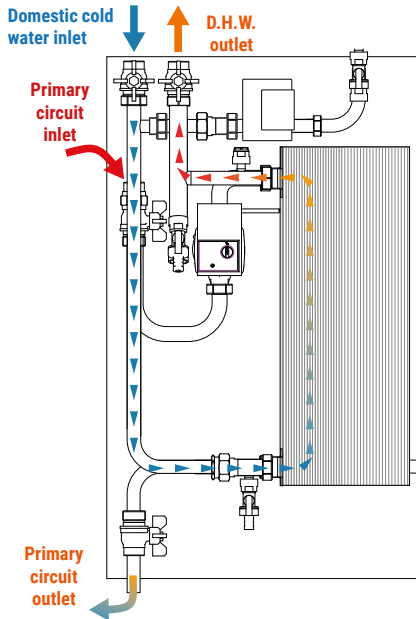 Domestic cold
water inlet
D.H.W.
outlet
Primary
circuit
inlet
Primary
circuit
outlet